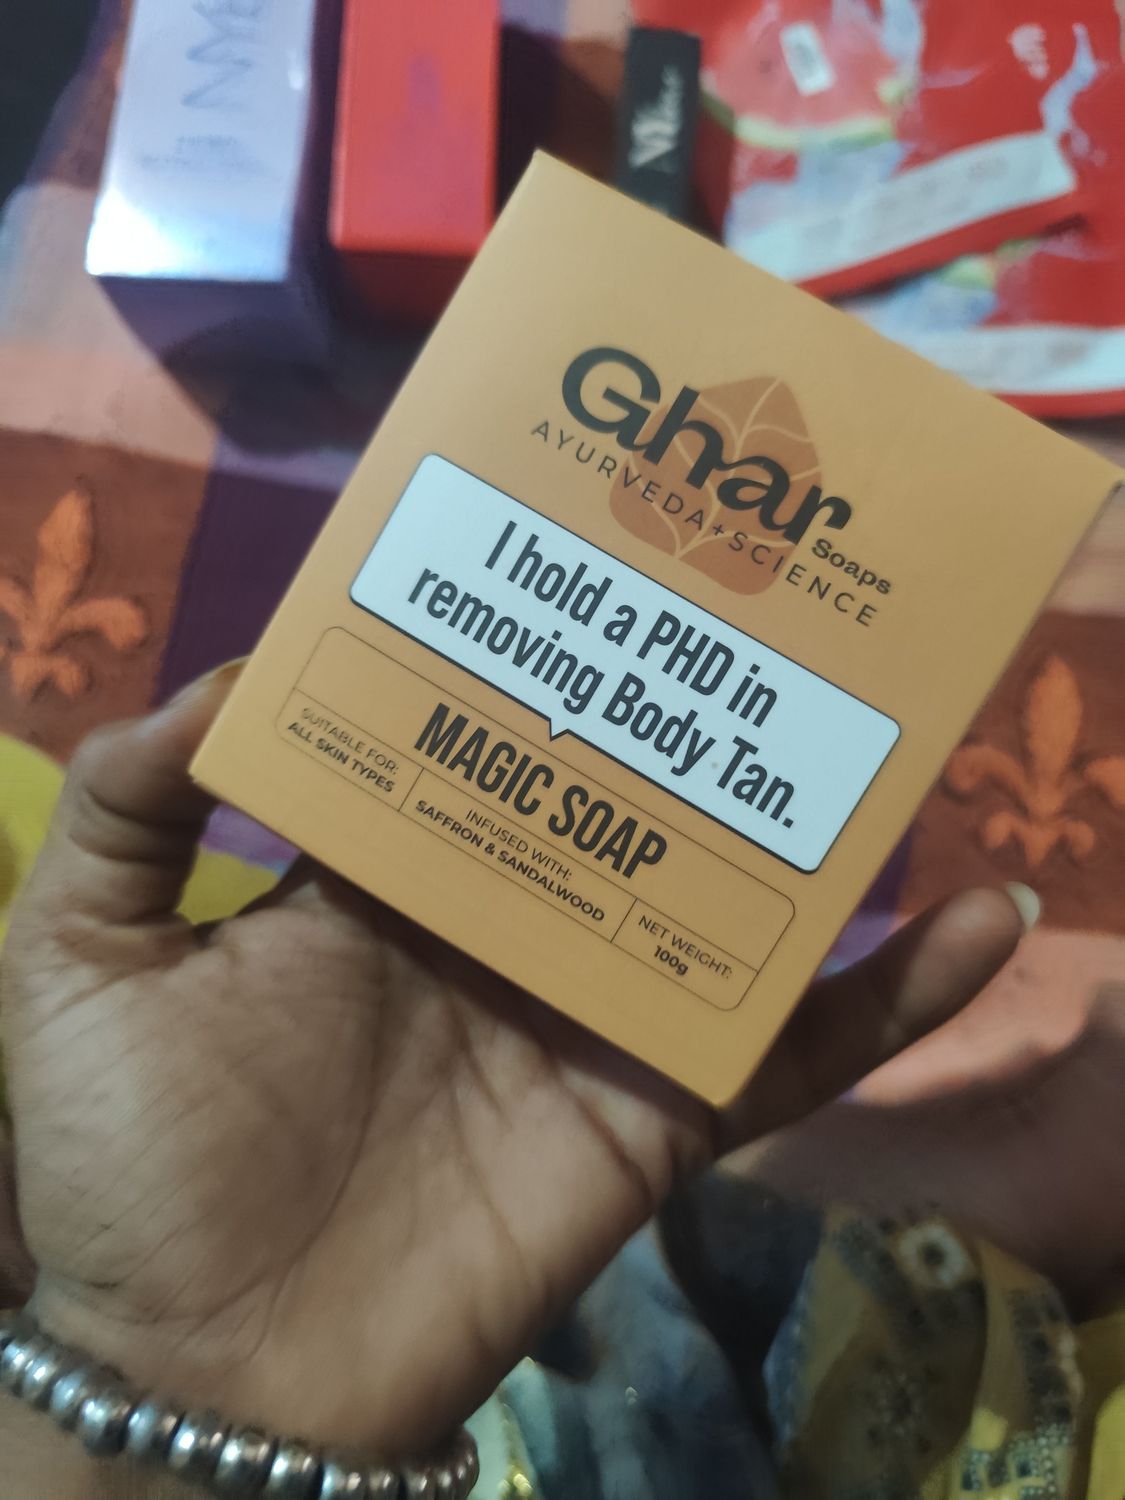 Ghar
Soaps
AYURVEDA+SCIENCE
I hold a PHD in
removing Body Tan.
MAGIC SOAP
SUITABLE FOR:
ALL SKIN TYPES
INFUSED WITH:
SAFFRON & SANDALWOOD
NET WEIGHT:
100g